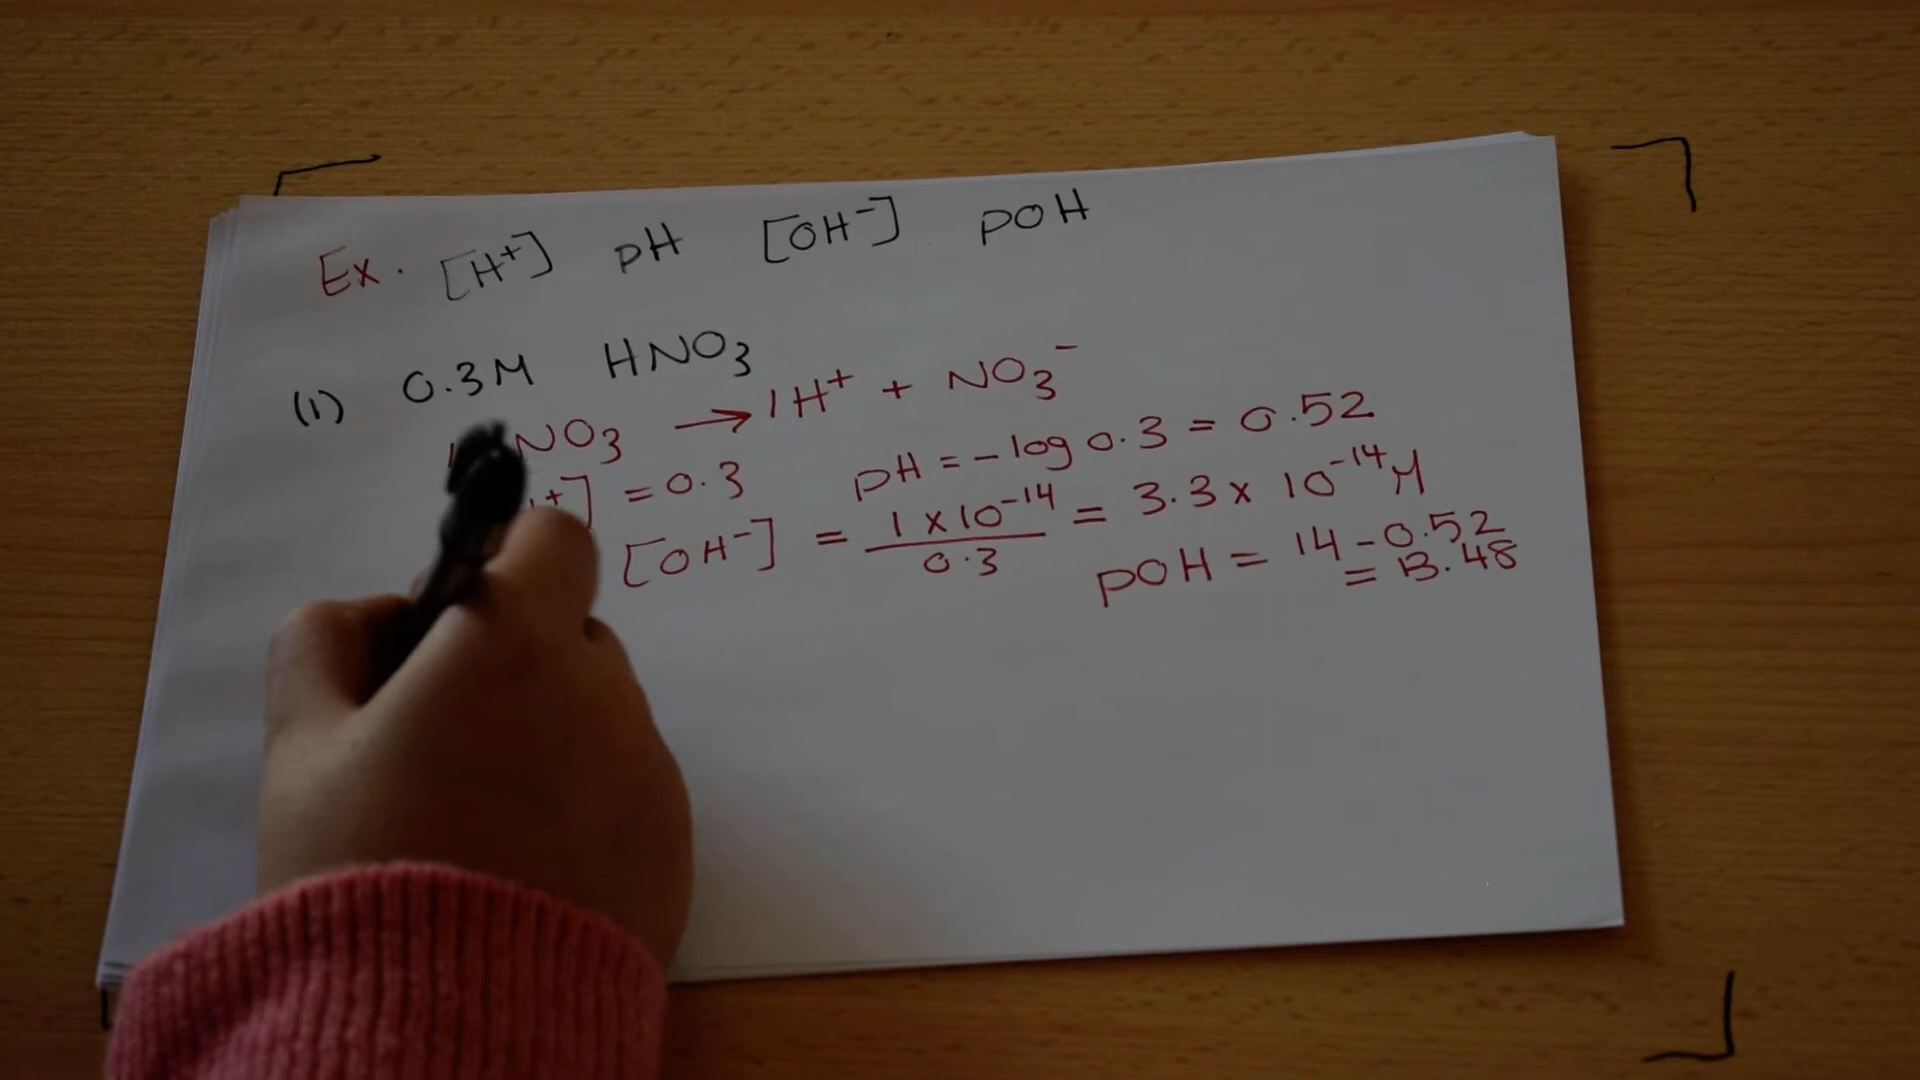 Ex. [H⁺] pH [OH⁻] pOH
(1) 0.3M HNO₃
NO₃ → 1H⁺ + NO₃⁻
⁺] = 0.3 pH = -log 0.3 = 0.52
[OH⁻] = 1 x 10⁻¹⁴ / 0.3 = 3.3 x 10⁻¹⁴ M
pOH = 14 - 0.52
= 13.48